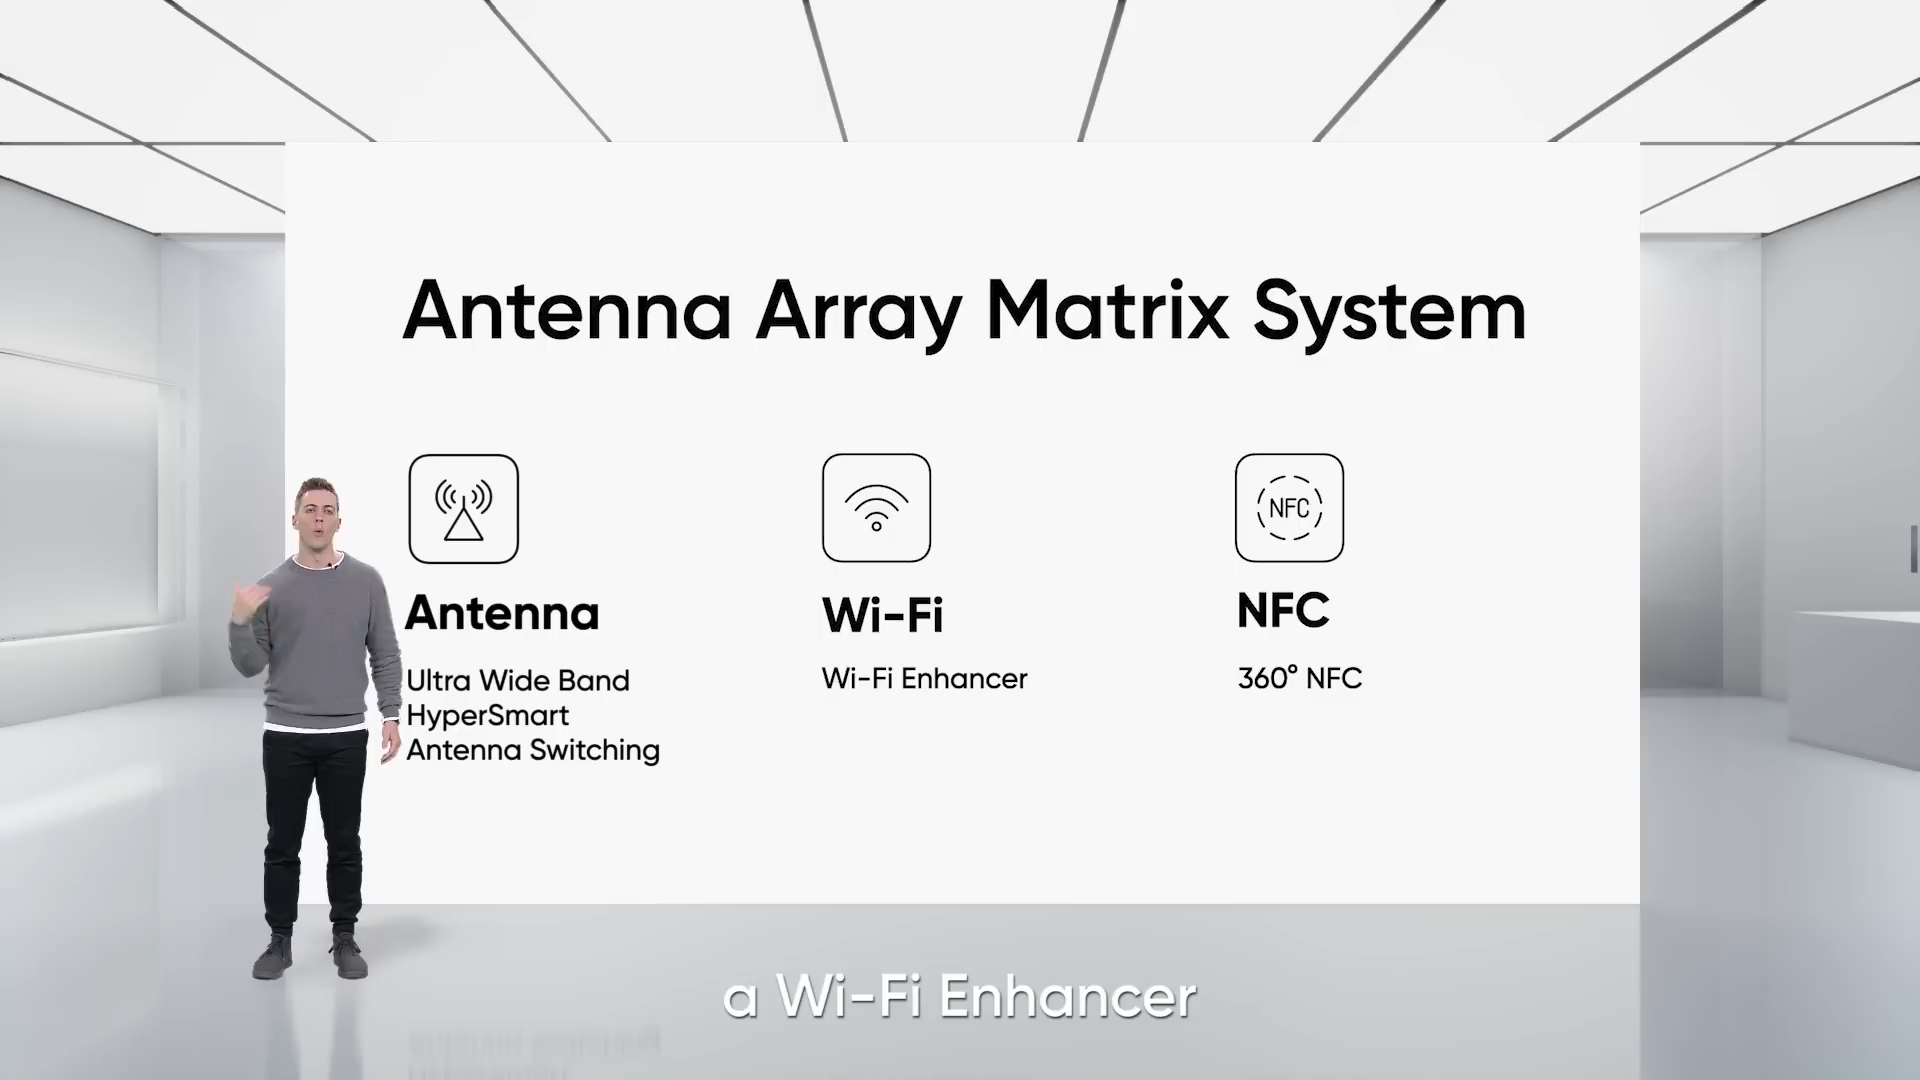 Antenna Array Matrix System
NFC
Antenna
Ultra Wide Band
HyperSmart
Antenna Switching
Wi-Fi
Wi-Fi Enhancer
NFC
360° NFC
a Wi-Fi Enhancer